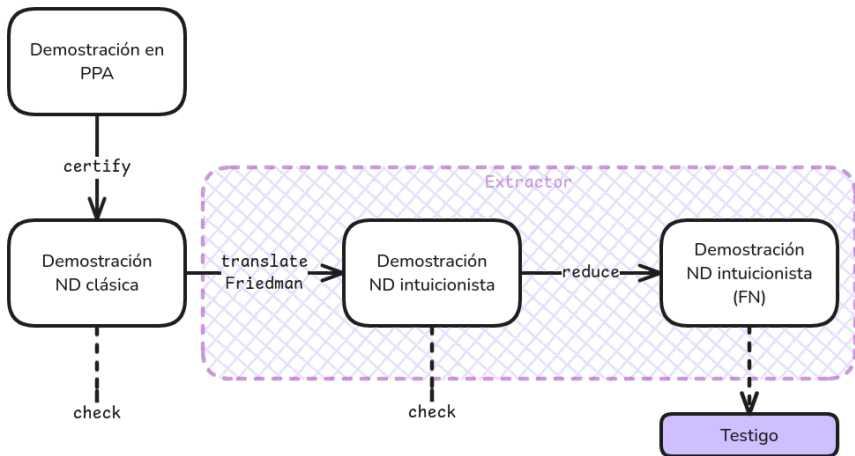 Demostración en
PPA
certify
Extractor
Demostración
ND clásica
translate
Friedman
Demostración
ND intuicionista
reduce
Demostración
ND intuicionista
(FN)
check
check
Testigo